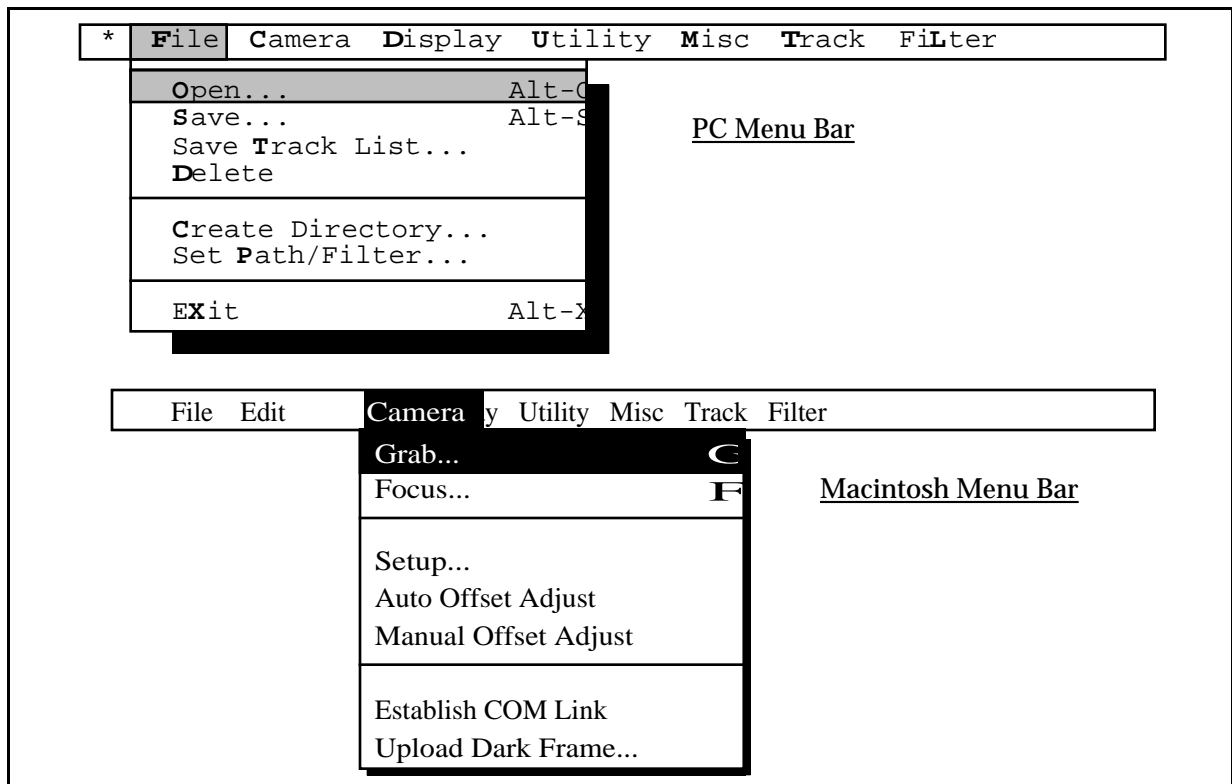 * File Camera Display Utility Misc Track FiLter
Open... Alt-O
Save... Alt-S
Save Track List...
Delete
Create Directory...
Set Path/Filter...
EXit Alt-X
PC Menu Bar
File Edit Camera y Utility Misc Track Filter
Grab... G
Focus... F
Setup...
Auto Offset Adjust
Manual Offset Adjust
Establish COM Link
Upload Dark Frame...
Macintosh Menu Bar